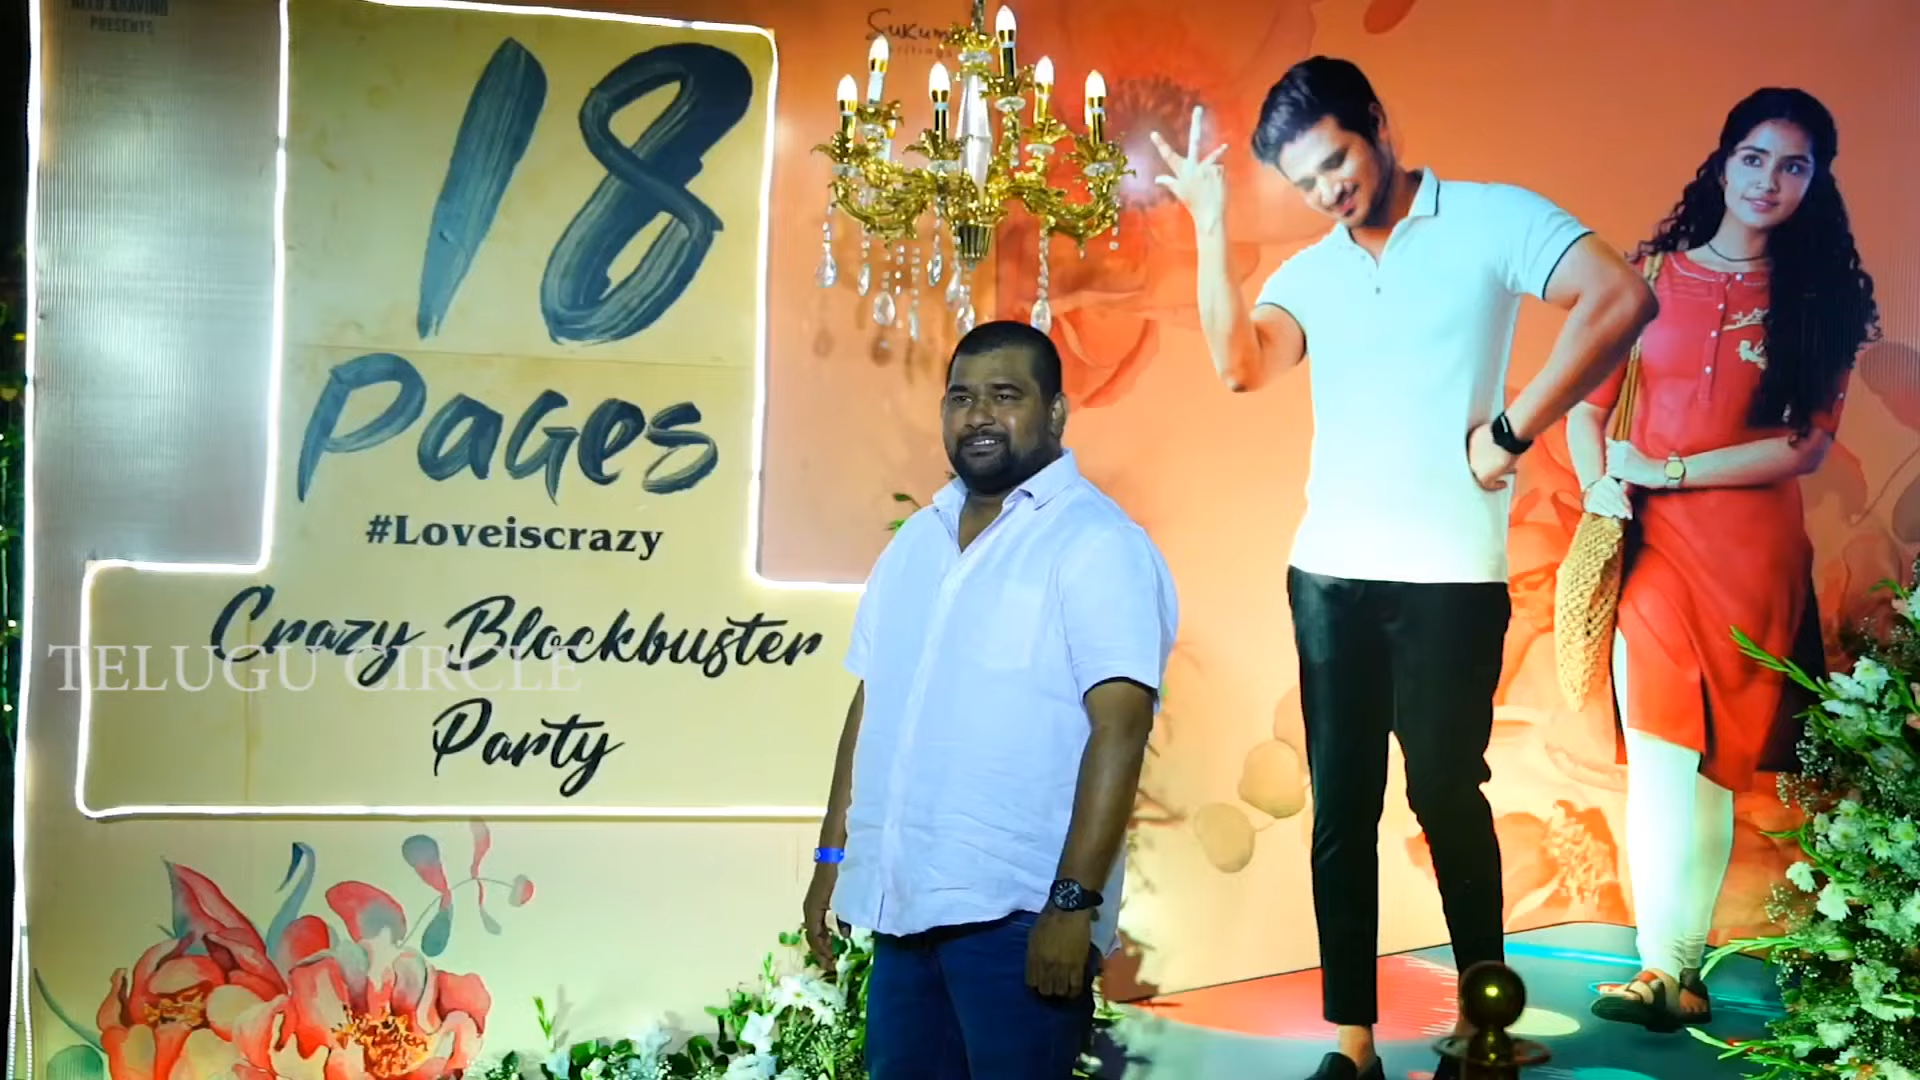 PRESENTS
18
Pages
#Loveiscrazy
Crazy Blockbuster
Party
TELUGU CIRCLE